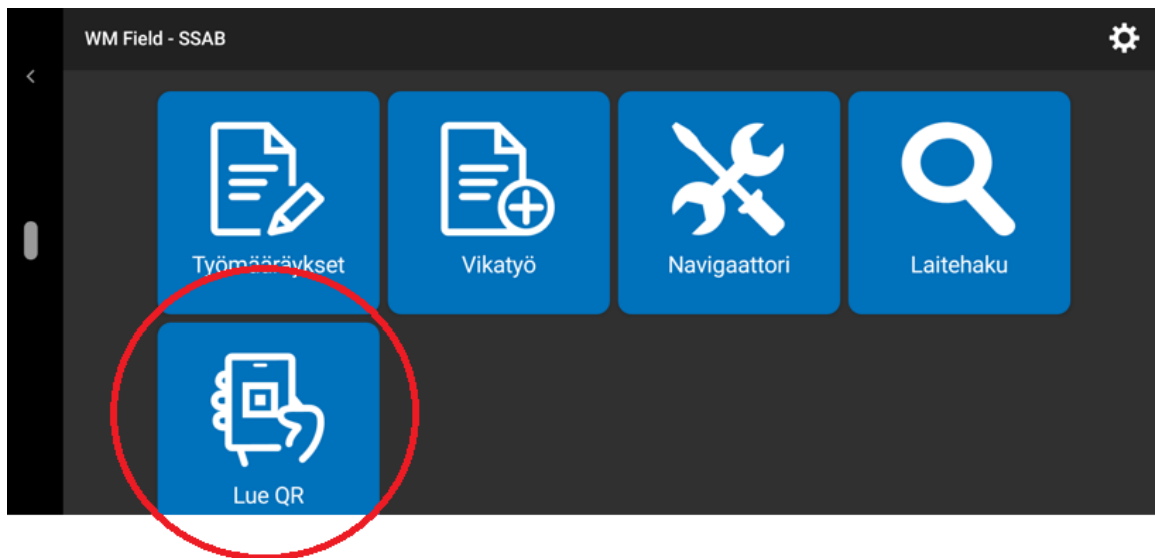 WM Field - SSAB
Työmääräykset
Vikatyö
Navigaattori
Laitehaku
Lue QR